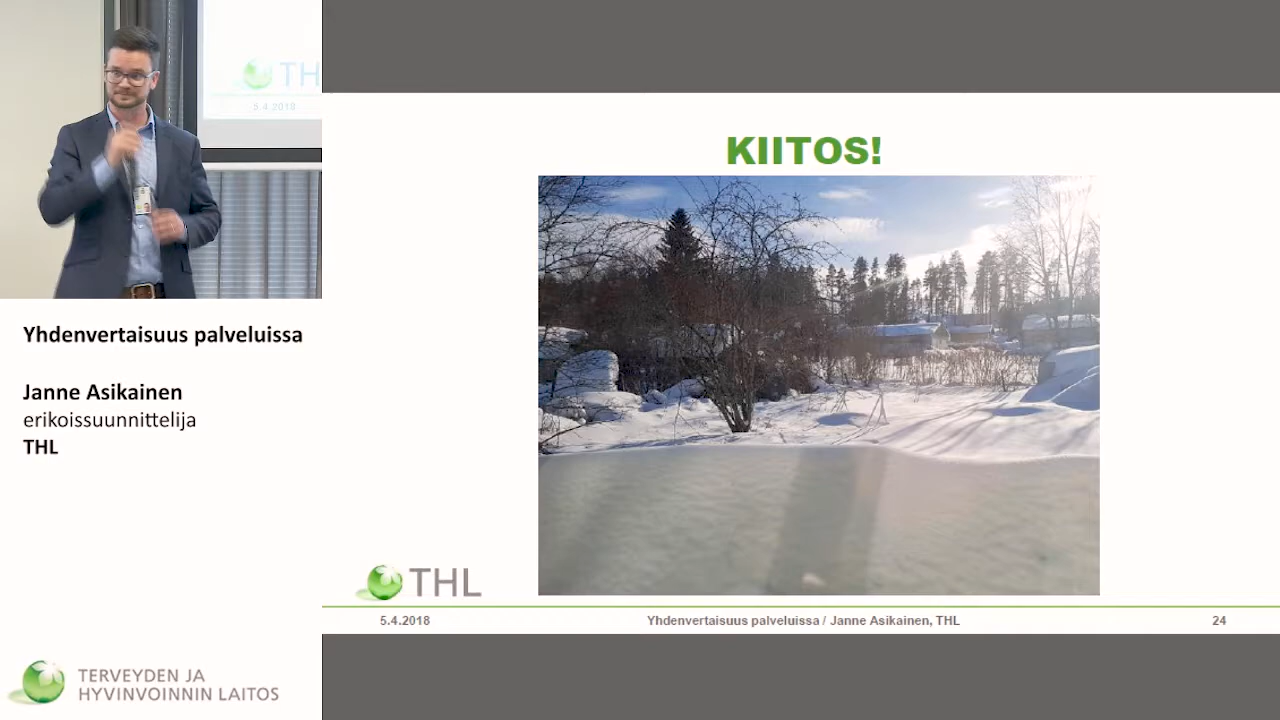 TH
5.4.2018
Yhdenvertaisuus palveluissa
Janne Asikainen
erikoissuunnittelija
THL
TERVEYDEN JA
HYVINVOINNIN LAITOS
KIITOS!
THL
5.4.2018
Yhdenvertaisuus palveluissa / Janne Asikainen, THL
24